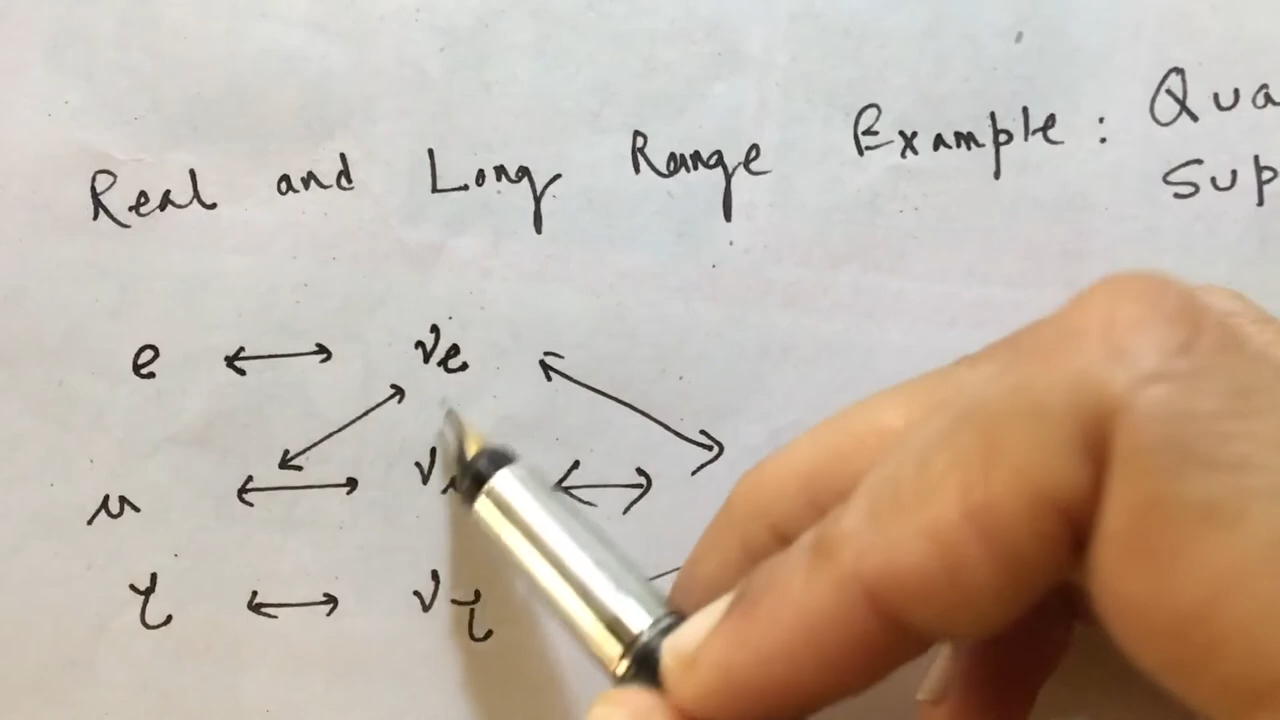 Real and Long Range Example : Qua
Sup
e ↔ νe
μ ↔ ν
τ ↔ ντ